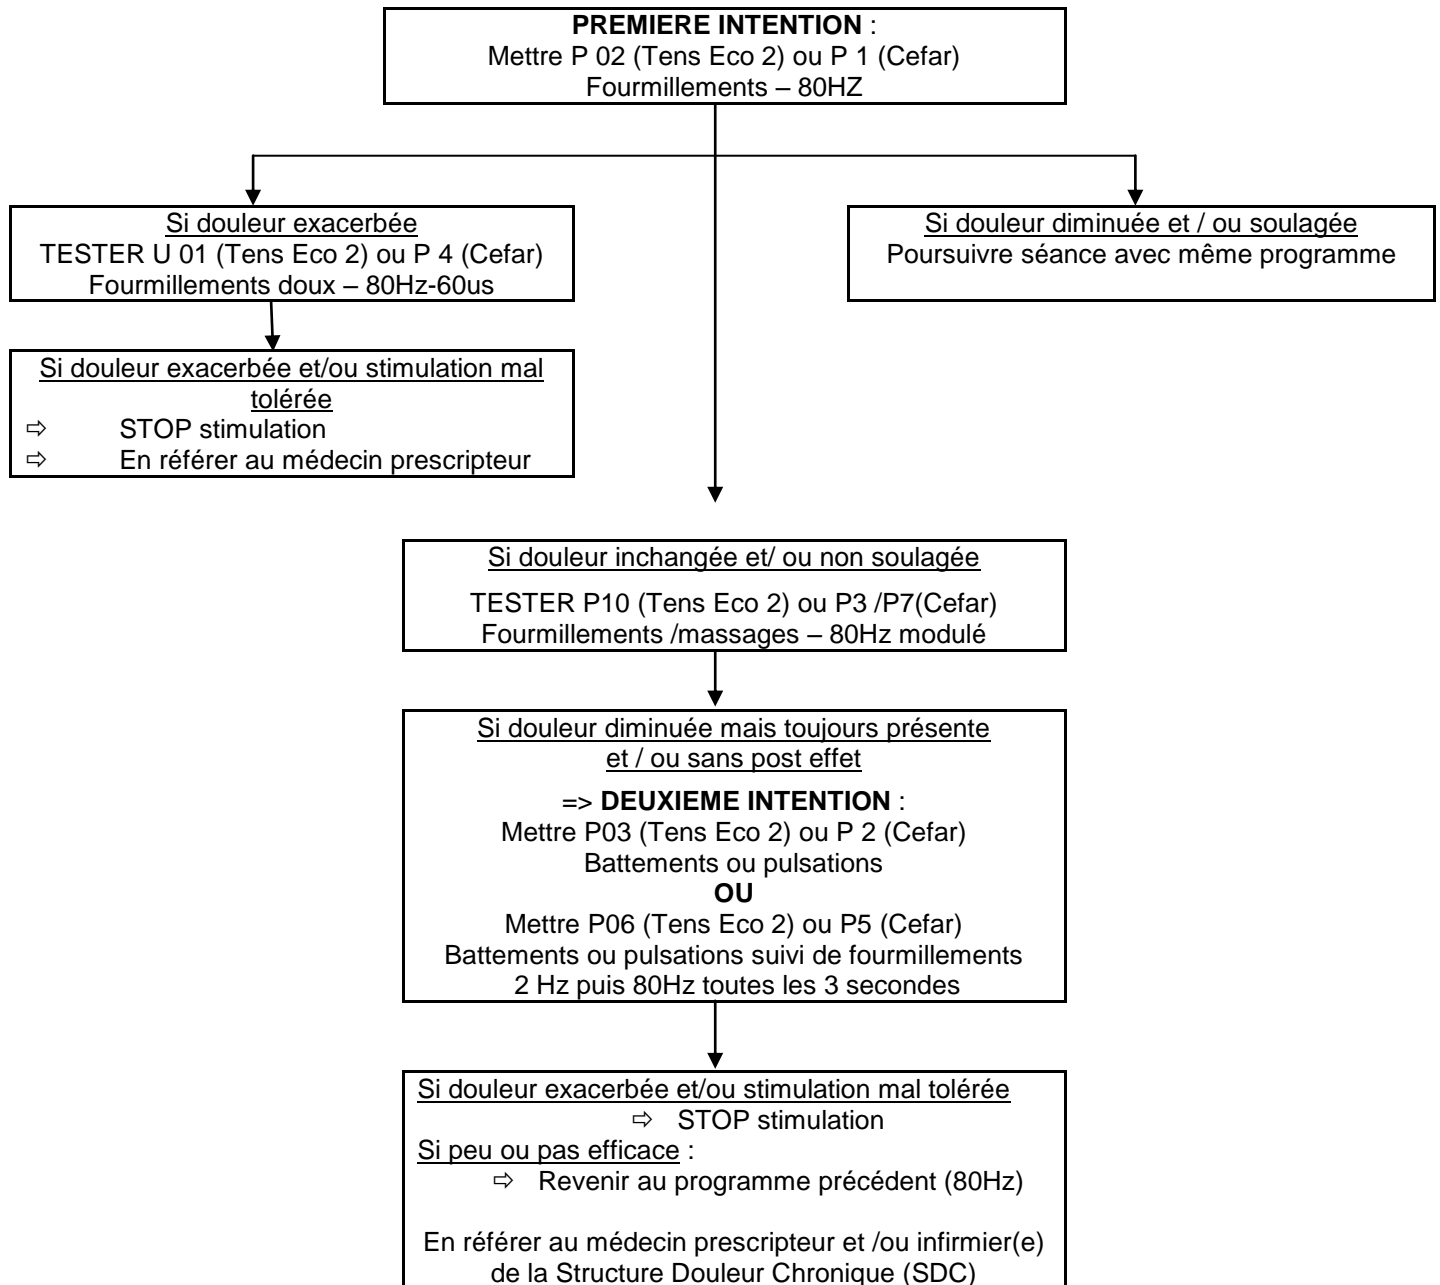 PREMIERE INTENTION :
Mettre P 02 (Tens Eco 2) ou P 1 (Cefar)
Fourmillements – 80HZ
Si douleur exacerbée
TESTER U 01 (Tens Eco 2) ou P 4 (Cefar)
Fourmillements doux – 80Hz-60us
Si douleur diminuée et / ou soulagée
Poursuivre séance avec même programme
Si douleur exacerbée et/ou stimulation mal
tolérée
⇨ STOP stimulation
⇨ En référer au médecin prescripteur
Si douleur inchangée et/ ou non soulagée
TESTER P10 (Tens Eco 2) ou P3 /P7(Cefar)
Fourmillements /massages – 80Hz modulé
Si douleur diminuée mais toujours présente
et / ou sans post effet
=> DEUXIEME INTENTION :
Mettre P03 (Tens Eco 2) ou P 2 (Cefar)
Battements ou pulsations
OU
Mettre P06 (Tens Eco 2) ou P5 (Cefar)
Battements ou pulsations suivi de fourmillements
2 Hz puis 80Hz toutes les 3 secondes
Si douleur exacerbée et/ou stimulation mal tolérée
⇨ STOP stimulation
Si peu ou pas efficace :
⇨ Revenir au programme précédent (80Hz)
En référer au médecin prescripteur et /ou infirmier(e)
de la Structure Douleur Chronique (SDC)